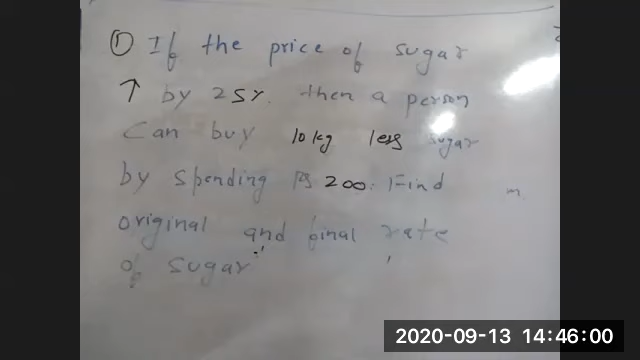 ① If the price of sugar
↑ by 25%. then a person
Can buy 10 kg less sugar
by spending Rs 200. Find
original and final rate
of sugar
2020-09-13 14:46:00